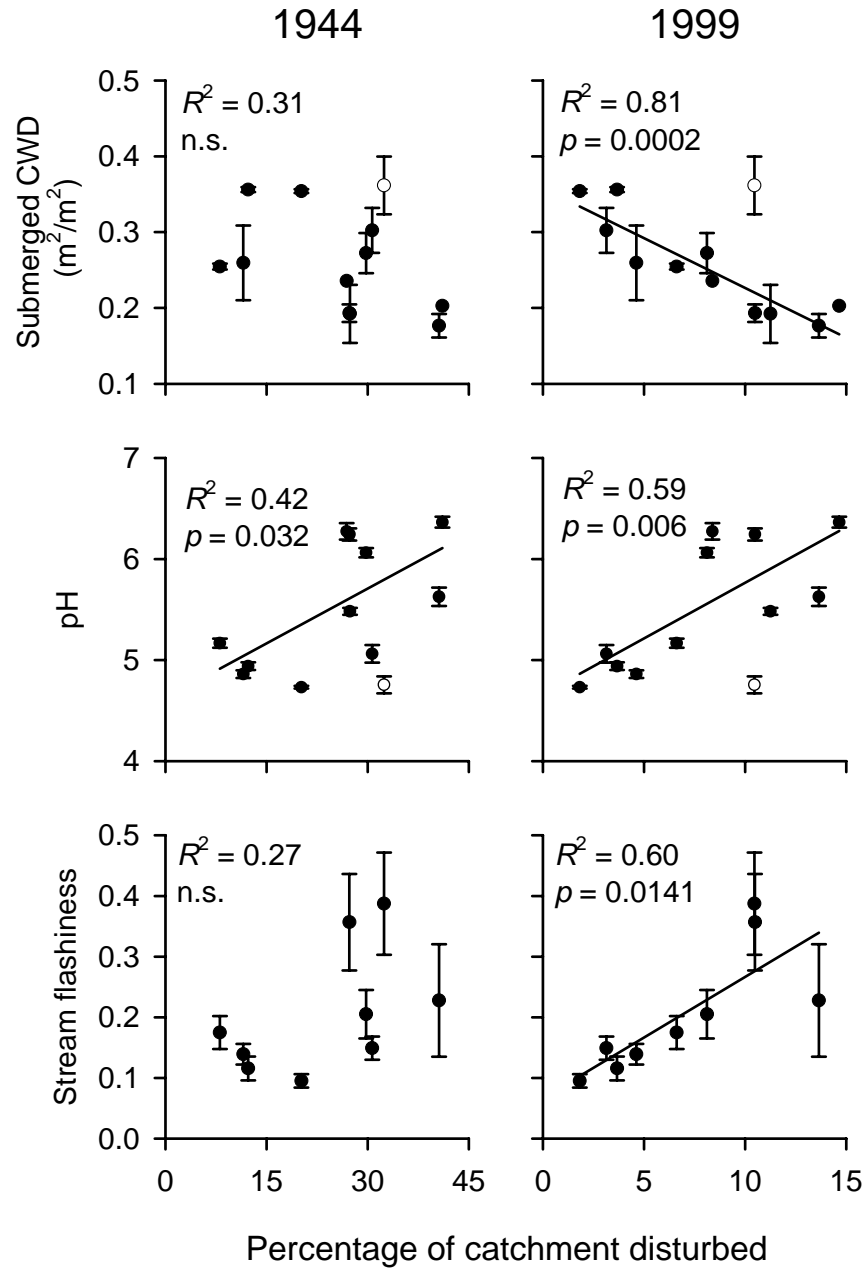 1944
1999
Submerged CWD
(m²/m²)
0.5
0.4
0.3
0.2
0.1
R² = 0.31
n.s.
R² = 0.81
p = 0.0002
pH
7
6
5
4
R² = 0.42
p = 0.032
R² = 0.59
p = 0.006
Stream flashiness
0.5
0.4
0.3
0.2
0.1
0.0
R² = 0.27
n.s.
R² = 0.60
p = 0.0141
0 15 30 45
0 5 10 15
Percentage of catchment disturbed